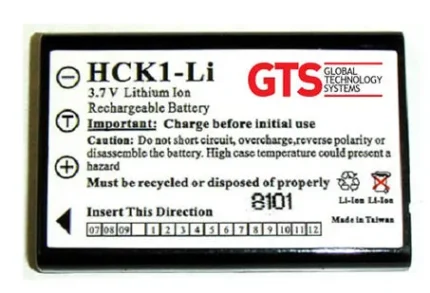 HCK1-Li
GTS GLOBAL
TECHNOLOGY
SYSTEMS
3.7 V Lithium Ion
Rechargeable Battery
T
Important: Charge before initial use
Caution: Do not short circuit, overcharge,reverse polarity or
disassemble the battery. High case temperature could present a
hazard
Must be recycled or disposed of properly
8101
Li-Ion Li-Ion
Insert This Direction
Made in Taiwan
07 08 09 1 2 3 4 5 6 7 8 9 10 11 12